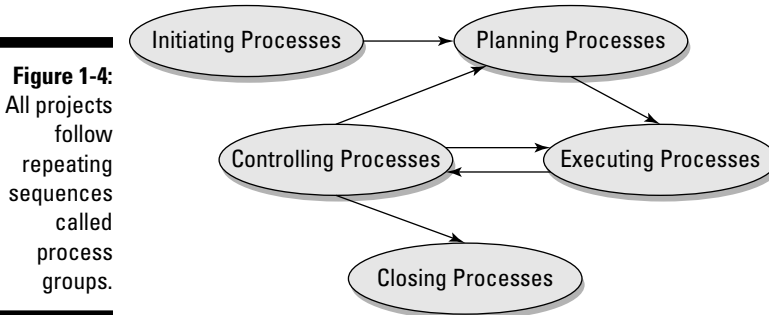 Figure 1-4:
All projects
follow
repeating
sequences
called
process
groups.
Initiating Processes
Planning Processes
Controlling Processes
Executing Processes
Closing Processes